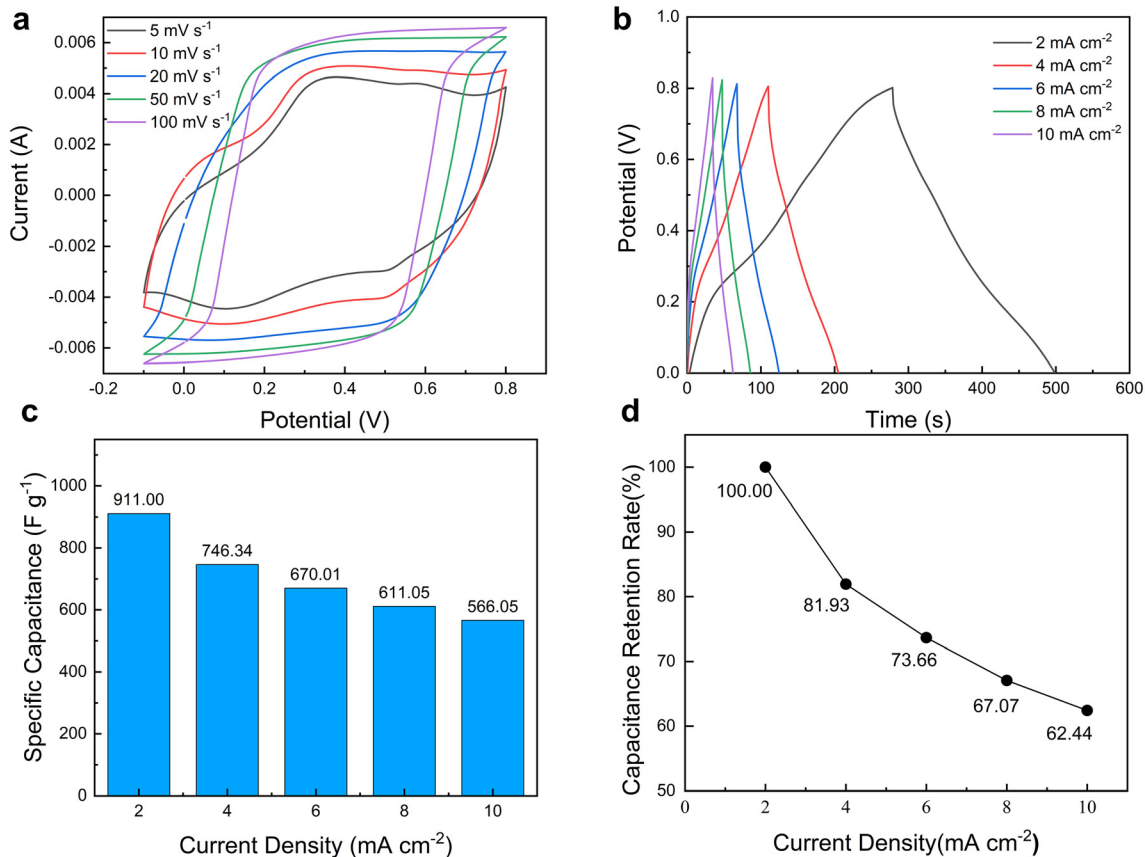 a
5 mV s⁻¹
10 mV s⁻¹
20 mV s⁻¹
50 mV s⁻¹
100 mV s⁻¹
0.006
0.004
0.002
0.000
-0.002
-0.004
-0.006
Current (A)
-0.2
0.0
0.2
0.4
0.6
0.8
Potential (V)
b
2 mA cm⁻²
4 mA cm⁻²
6 mA cm⁻²
8 mA cm⁻²
10 mA cm⁻²
1.0
0.8
0.6
0.4
0.2
0.0
Potential (V)
0
100
200
300
400
500
600
Time (s)
c
1000
800
600
400
200
0
Specific Capacitance (F g⁻¹)
911.00
746.34
670.01
611.05
566.05
2
4
6
8
10
Current Density (mA cm⁻²)
d
100
90
80
70
60
50
Capacitance Retention Rate(%)
100.00
81.93
73.66
67.07
62.44
0
2
4
6
8
10
Current Density(mA cm⁻²)